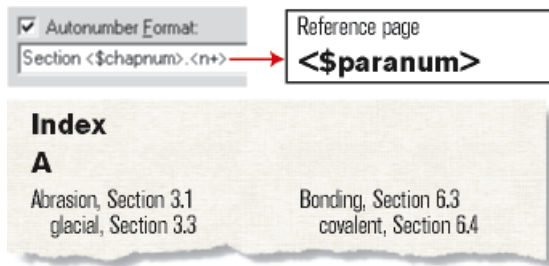 Autonumber Format:
Section <$chapnum>.<n+>
Reference page
<$paranum>
Index
A
Abrasion, Section 3.1
glacial, Section 3.3
Bonding, Section 6.3
covalent, Section 6.4